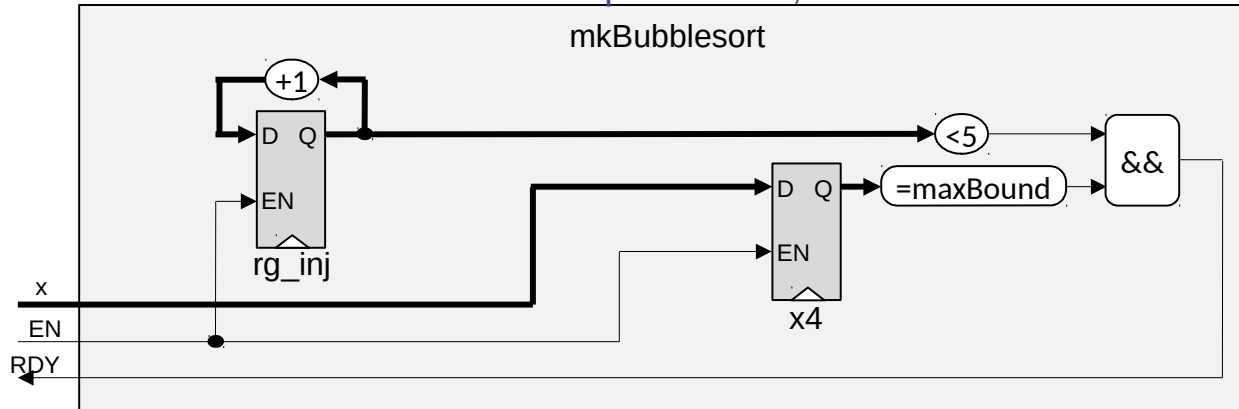 mkBubblesort
+1
D Q
<5
&&
D Q
=maxBound
EN
EN
rg_inj
x
x4
EN
RDY